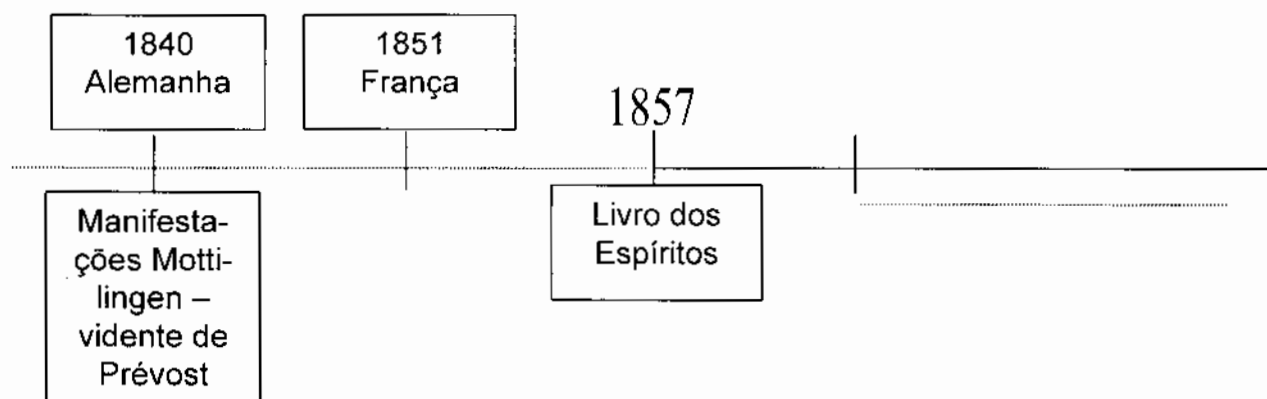 1840
Alemanha
1851
França
1857
Manifesta-
ções Motti-
lingen –
vidente de
Prévost
Livro dos
Espíritos